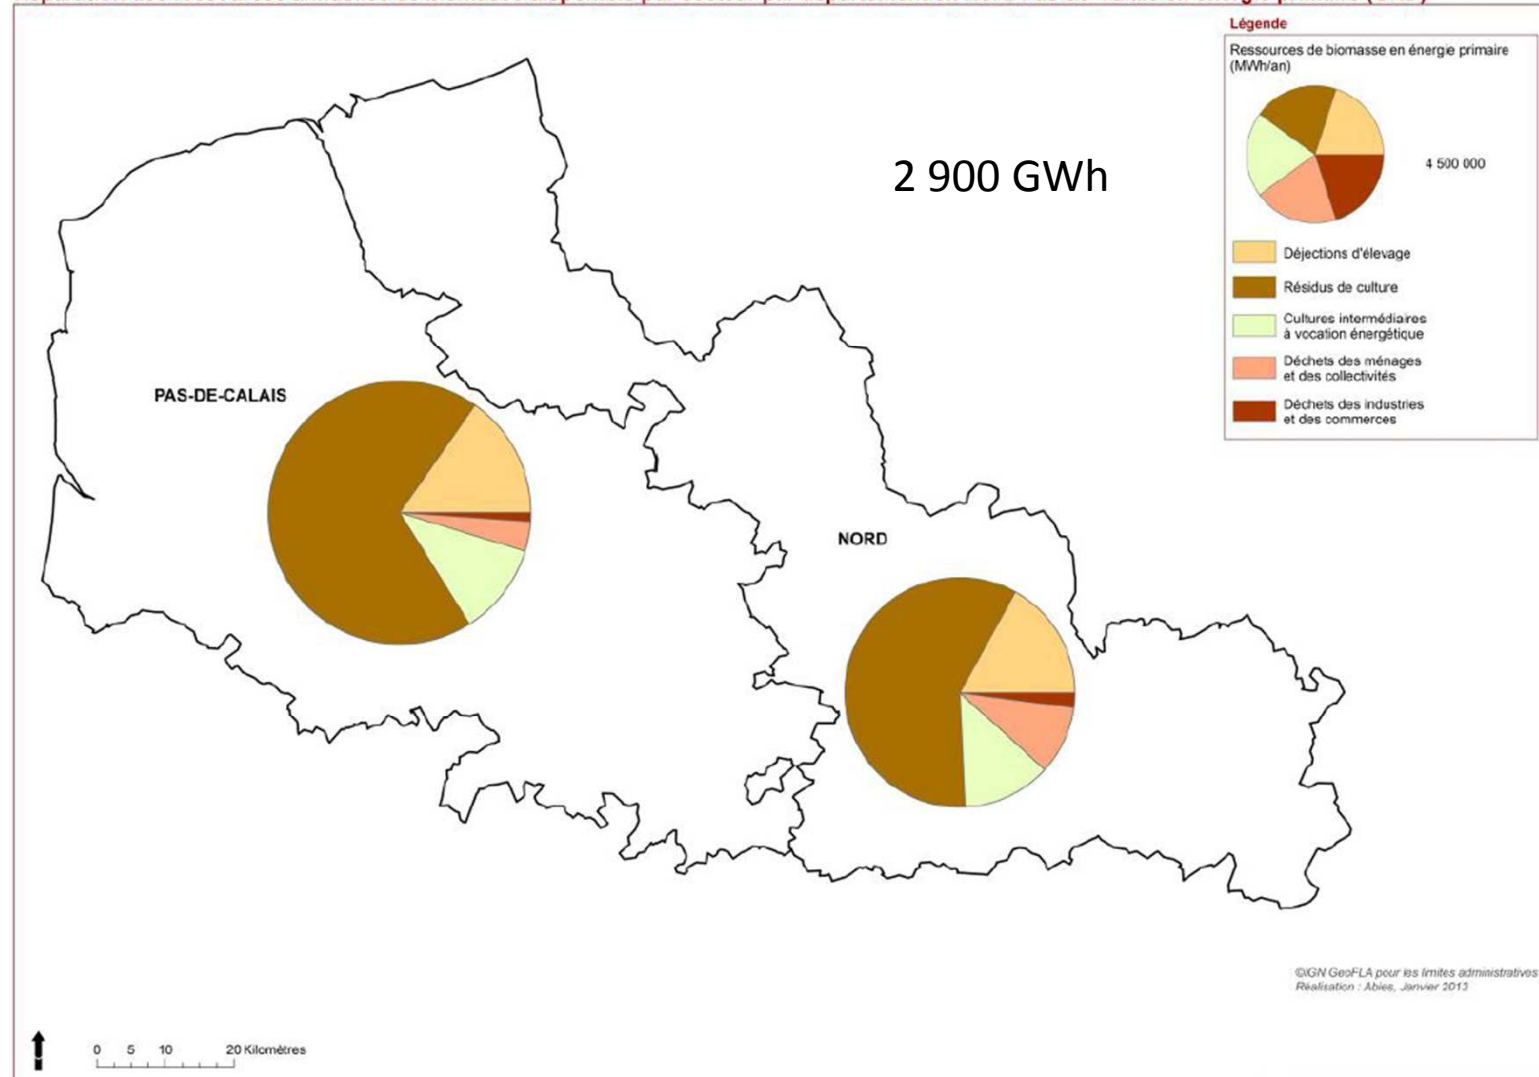 Légende
Ressources de biomasse en énergie primaire
(MWh/an)
2 900 GWh
4 500 000
Déjections d'élevage
Résidus de culture
Cultures intermédiaires
à vocation énergétique
Déchets des ménages
et des collectivités
Déchets des industries
et des commerces
PAS-DE-CALAIS
NORD
©IGN GeoFLA pour les limites administratives
Réalisation : Abies, Janvier 2013
0 5 10 20 Kilomètres